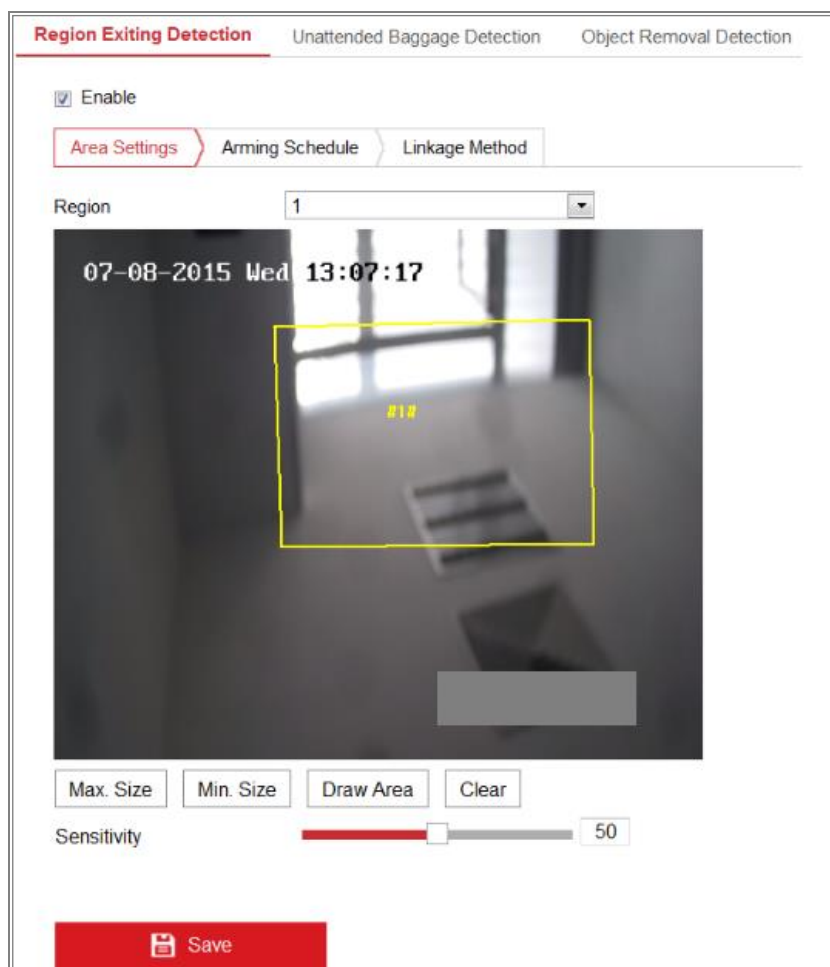 Region Exiting Detection Unattended Baggage Detection Object Removal Detection
Enable
Area Settings Arming Schedule Linkage Method
Region 1
07-08-2015 Wed 13:07:17
#1#
Max. Size Min. Size Draw Area Clear
Sensitivity 50
Save